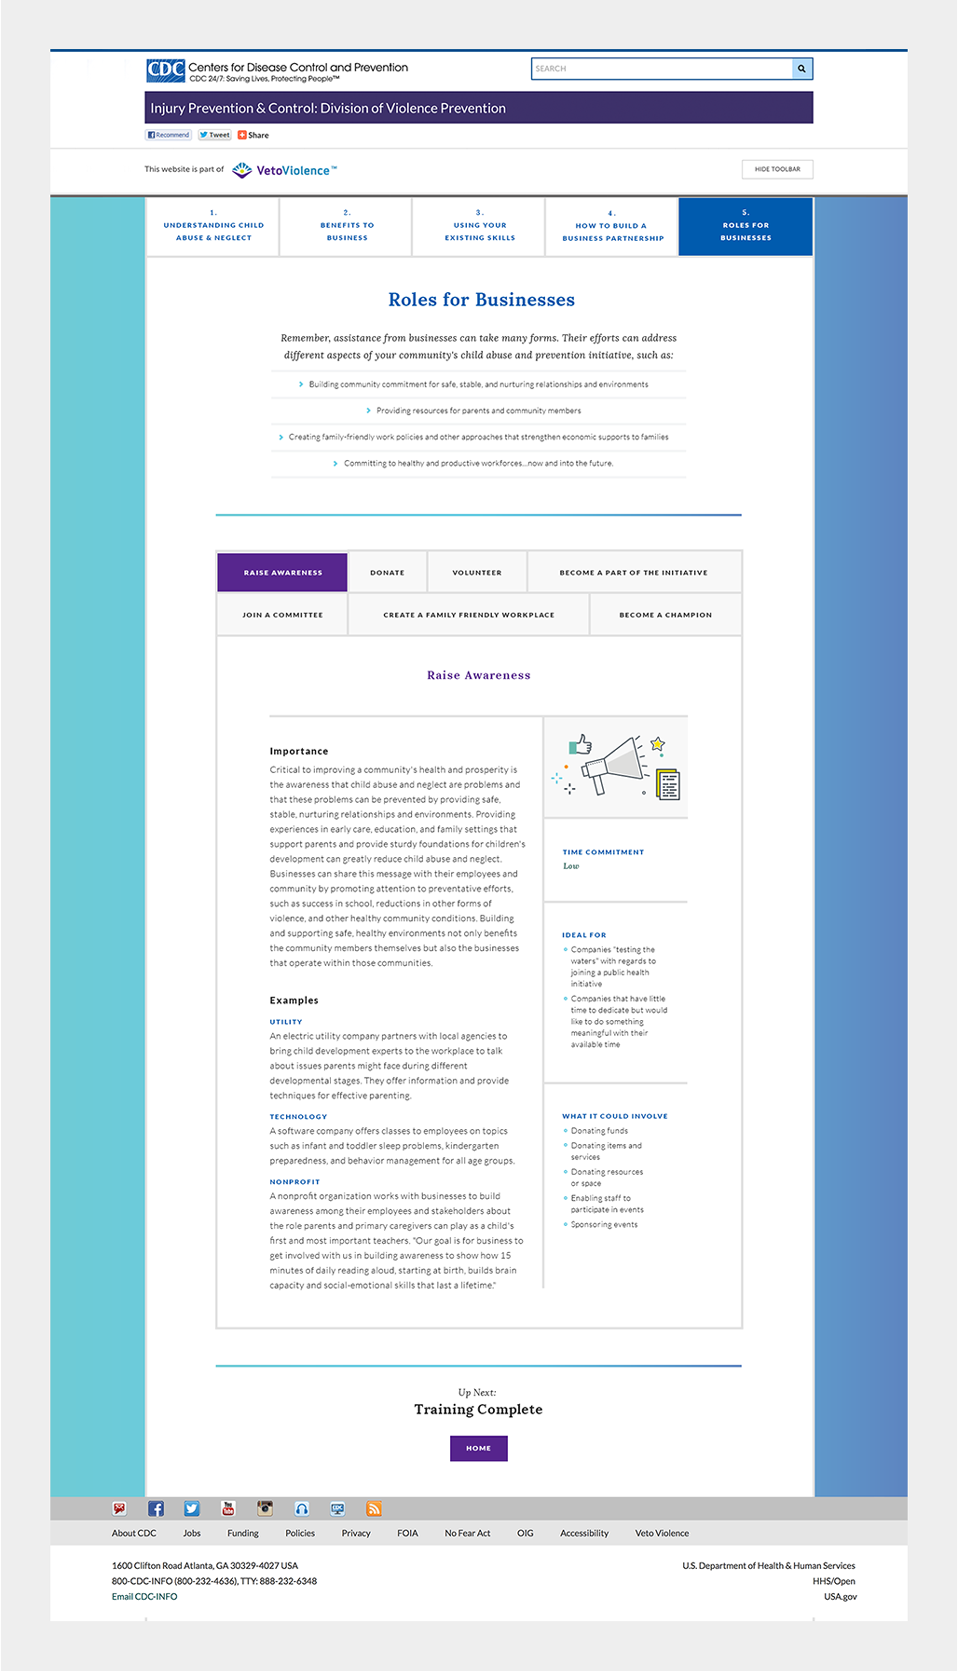 CDC Centers for Disease Control and Prevention
CDC 24/7: Saving Lives, Protecting People™
SEARCH
Injury Prevention & Control: Division of Violence Prevention
Recommend Tweet Share
This website is part of VetoViolence™
HIDE TOOLBAR
1.
UNDERSTANDING CHILD
ABUSE & NEGLECT
2.
BENEFITS TO
BUSINESS
3.
USING YOUR
EXISTING SKILLS
4.
HOW TO BUILD A
BUSINESS PARTNERSHIP
5.
ROLES FOR
BUSINESSES
Roles for Businesses
Remember, assistance from businesses can take many forms. Their efforts can address
different aspects of your community's child abuse and prevention initiative, such as:
Building community commitment for safe, stable, and nurturing relationships and environments
Providing resources for parents and community members
Creating family-friendly work policies and other approaches that strengthen economic supports to families
Committing to healthy and productive workforces...now and into the future.
RAISE AWARENESS
DONATE
VOLUNTEER
BECOME A PART OF THE INITIATIVE
JOIN A COMMITTEE
CREATE A FAMILY FRIENDLY WORKPLACE
BECOME A CHAMPION
Raise Awareness
Importance
Critical to improving a community's health and prosperity is
the awareness that child abuse and neglect are problems and
that these problems can be prevented by providing safe,
stable, nurturing relationships and environments. Providing
experiences in early care, education, and family settings that
support parents and provide sturdy foundations for children's
development can greatly reduce child abuse and neglect.
Businesses can share this message with their employees and
community by promoting attention to preventative efforts,
such as success in school, reductions in other forms of
violence, and other healthy community conditions. Building
and supporting safe, healthy environments not only benefits
the community members themselves but also the businesses
that operate within those communities.
Examples
UTILITY
An electric utility company partners with local agencies to
bring child development experts to the workplace to talk
about issues parents might face during different
developmental stages. They offer information and provide
techniques for effective parenting.
TECHNOLOGY
A software company offers classes to employees on topics
such as infant and toddler sleep problems, kindergarten
preparedness, and behavior management for all age groups.
NONPROFIT
A nonprofit organization works with businesses to build
awareness among their employees and stakeholders about
the role parents and primary caregivers can play as a child's
first and most important teachers. "Our goal is for business to
get involved with us in building awareness to show how 15
minutes of daily reading aloud, starting at birth, builds brain
capacity and social-emotional skills that last a lifetime."
TIME COMMITMENT
Low
IDEAL FOR
Companies "testing the
waters" with regards to
joining a public health
initiative
Companies that have little
time to dedicate but would
like to do something
meaningful with their
available time
WHAT IT COULD INVOLVE
Donating funds
Donating items and
services
Donating resources
or space
Enabling staff to
participate in events
Sponsoring events
Up Next:
Training Complete
HOME
About CDC Jobs Funding Policies Privacy FOIA No Fear Act OIG Accessibility Veto Violence
1600 Clifton Road Atlanta, GA 30329-4027 USA
800-CDC-INFO (800-232-4636), TTY: 888-232-6348
Email CDC-INFO
U.S. Department of Health & Human Services
HHS/Open
USA.gov